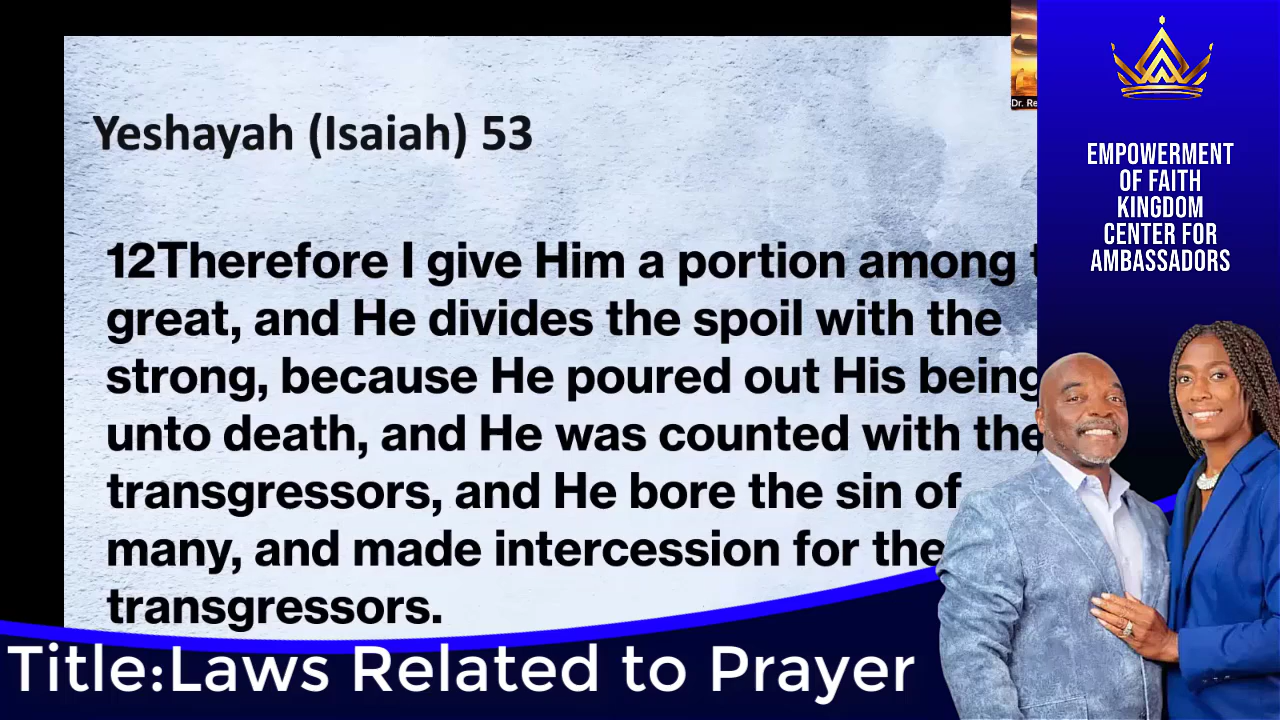 Yeshayah (Isaiah) 53
12Therefore I give Him a portion among
great, and He divides the spoil with the
strong, because He poured out His being
unto death, and He was counted with the
transgressors, and He bore the sin of
many, and made intercession for the
transgressors.
Dr.
EMPOWERMENT
OF FAITH
KINGDOM
CENTER FOR
AMBASSADORS
Title:Laws Related to Prayer